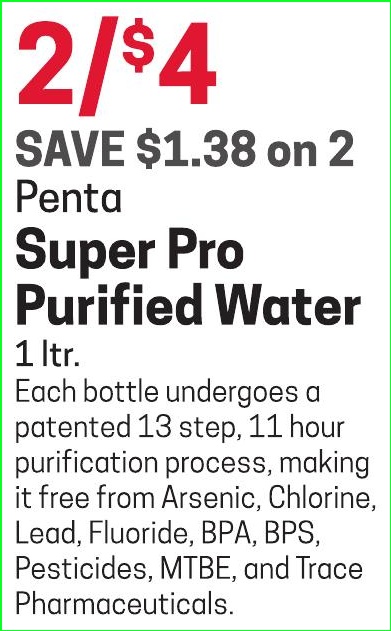 2/$4
SAVE $1.38 on 2
Penta
Super Pro
Purified Water
1 ltr.
Each bottle undergoes a
patented 13 step, 11 hour
purification process, making
it free from Arsenic, Chlorine,
Lead, Fluoride, BPA, BPS,
Pesticides, MTBE, and Trace
Pharmaceuticals.